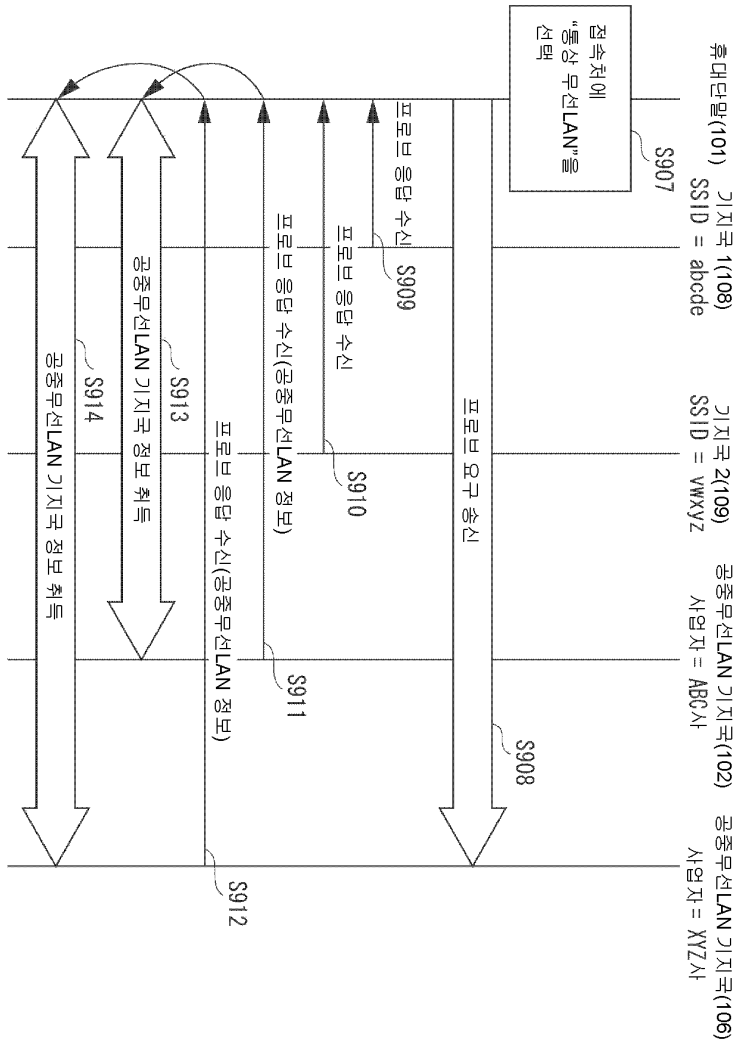 휴대단말(101)
기지국 1(108)
SSID = abcde
기지국 2(109)
SSID = vwxyz
공중무선LAN 기지국(102)
사업자 = ABC사
공중무선LAN 기지국(106)
사업자 = XYZ사
S907
접속처에
“통상 무선LAN”을
선택
프로브 요구 송신
S908
프로브 응답 수신
S909
프로브 응답 수신
S910
프로브 응답 수신(공중무선LAN 정보)
S911
프로브 응답 수신(공중무선LAN 정보)
S912
공중무선LAN 기지국 정보 취득
S913
공중무선LAN 기지국 정보 취득
S914